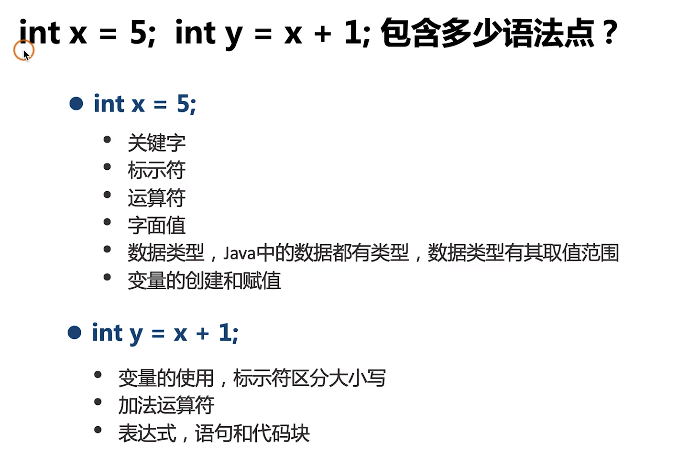 int x = 5;  int y = x + 1; 包含多少语法点？
● int x = 5;
• 关键字
• 标示符
• 运算符
• 字面值
• 数据类型，Java中的数据都有类型，数据类型有其取值范围
• 变量的创建和赋值
● int y = x + 1;
• 变量的使用，标示符区分大小写
• 加法运算符
• 表达式，语句和代码块